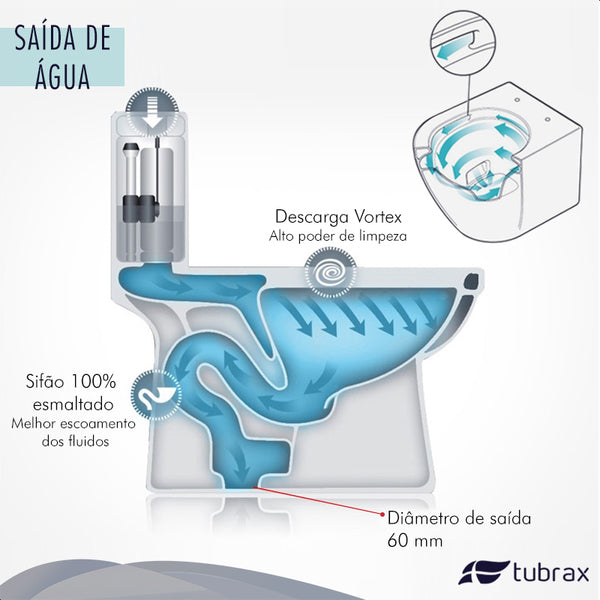 SAÍDA DE
ÁGUA
Descarga Vortex
Alto poder de limpeza
Sifão 100%
esmaltado
Melhor escoamento
dos fluidos
Diâmetro de saída
60 mm
tubrax